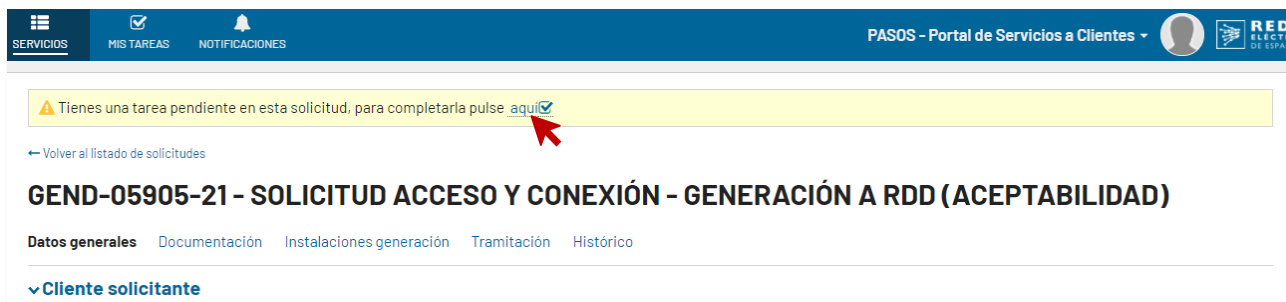 SERVICIOS
MIS TAREAS
NOTIFICACIONES
PASOS - Portal de Servicios a Clientes
Tienes una tarea pendiente en esta solicitud, para completarla pulse aquí
← Volver al listado de solicitudes
GEND-05905-21 - SOLICITUD ACCESO Y CONEXIÓN - GENERACIÓN A RDD (ACEPTABILIDAD)
Datos generales Documentación Instalaciones generación Tramitación Histórico
Cliente solicitante